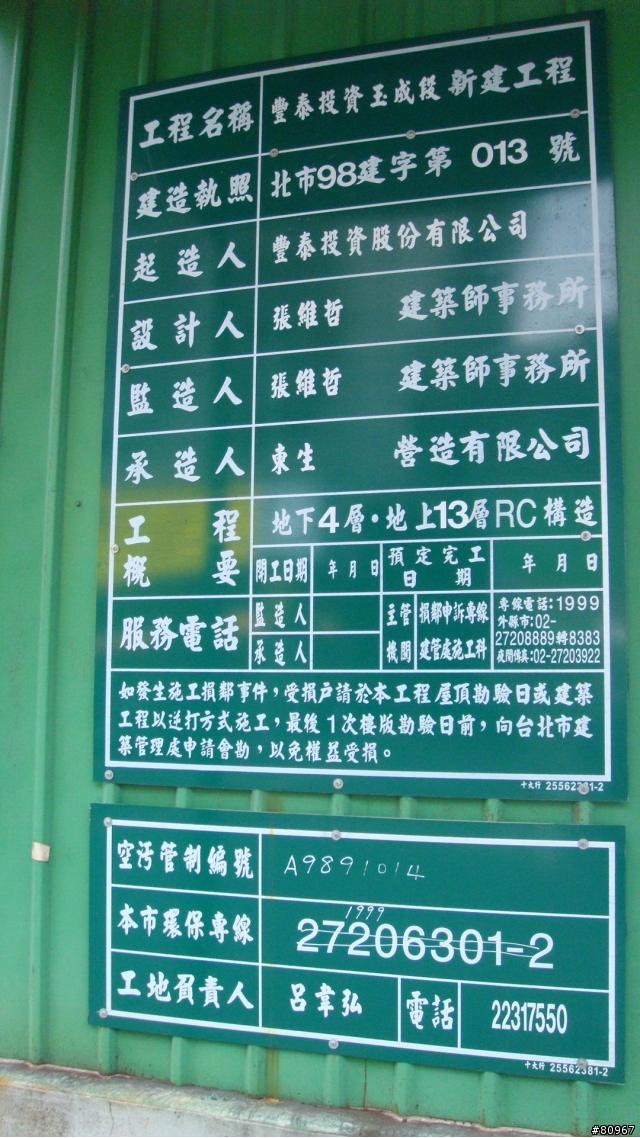 工程名稱 豐泰投資玉成段新建工程
建造執照 北市98建字第 013 號
起造人 豐泰投資股份有限公司
設計人 張維哲 建築師事務所
監造人 張維哲 建築師事務所
承造人 東生 營造有限公司
工程概要 地下4層·地上13層RC構造
開工日期 年月日 預定完工日期 年月日
服務電話 監造人 主管機關 損鄰申訴專線 專線電話:1999
外縣市:02-
27208889轉8383
承造人 建管處施工科 夜間傳真:02-27203922
如發生施工損鄰事件，受損戶請於本工程屋頂勘驗日或建築
工程以逆打方式施工，最後1次樓版勘驗日前，向台北市建
築管理處申請會勘，以免權益受損。
十大行 25562381-2
空污管制編號 A9891014
1999
本市環保專線 27206301-2
工地負責人 呂韋弘 電話 22317550
十大行 25562381-2
#80967